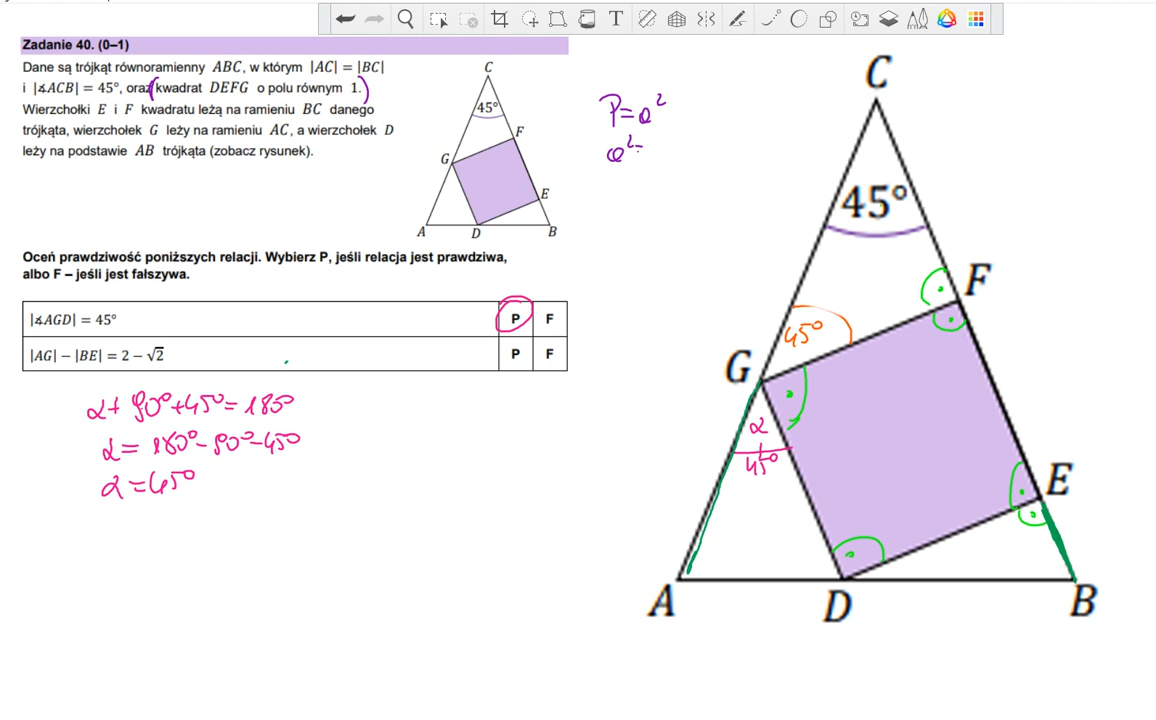 Zadanie 40. (0–1)
Dane są trójkąt równoramienny ABC, w którym |AC| = |BC|
i |∡ACB| = 45°, oraz (kwadrat DEFG o polu równym 1.)
Wierzchołki E i F kwadratu leżą na ramieniu BC danego
trójkąta, wierzchołek G leży na ramieniu AC, a wierzchołek D
leży na podstawie AB trójkąta (zobacz rysunek).
C
45°
F
G
E
A
D
B
Oceń prawdziwość poniższych relacji. Wybierz P, jeśli relacja jest prawdziwa,
albo F – jeśli jest fałszywa.
|∡AGD| = 45° P F
|AG| − |BE| = 2 − √2 P F
α + 90° + 45° = 180
α = 180° − 90° − 45°
α = 45°
P = a²
a² =
C
45°
F
45°
G
α
45°
E
A
D
B